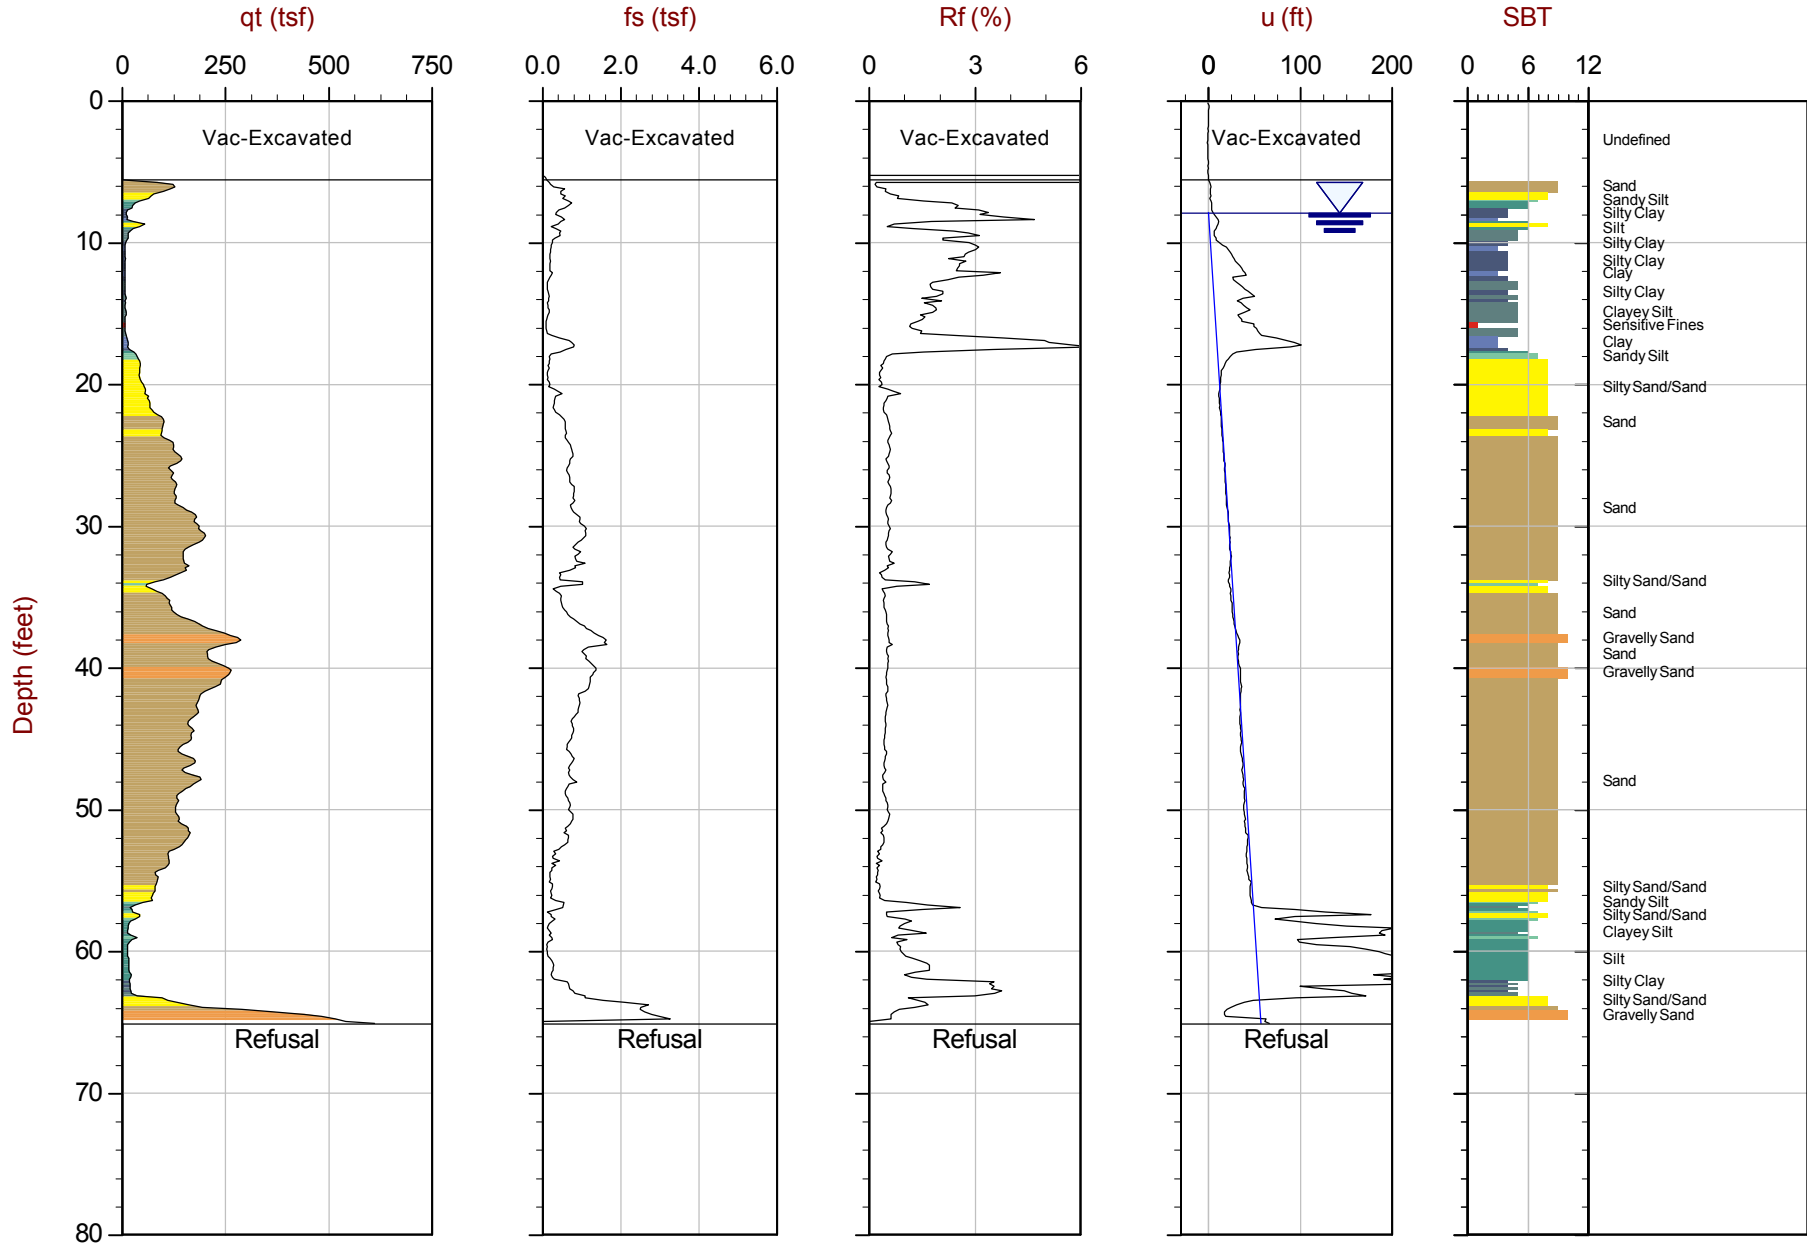 qt (tsf) fs (tsf) Rf (%) u (ft) SBT
0 250 500 750 0.0 2.0 4.0 6.0 0 3 6 0 100 200 0 6 12
0
Vac-Excavated Vac-Excavated Vac-Excavated Vac-Excavated
Undefined
Sand
Sandy Silt
Silty Clay
Silt
10
Silty Clay
Silty Clay
Clay
Silty Clay
Clayey Silt
Sensitive Fines
Clay
Sandy Silt
20
Silty Sand/Sand
Sand
Sand
30
Silty Sand/Sand
Sand
Gravelly Sand
Sand
40
Gravelly Sand
Depth (feet)
Sand
50
Silty Sand/Sand
Sandy Silt
Silty Sand/Sand
Clayey Silt
60
Silt
Silty Clay
Silty Sand/Sand
Gravelly Sand
Refusal Refusal Refusal Refusal
70
80